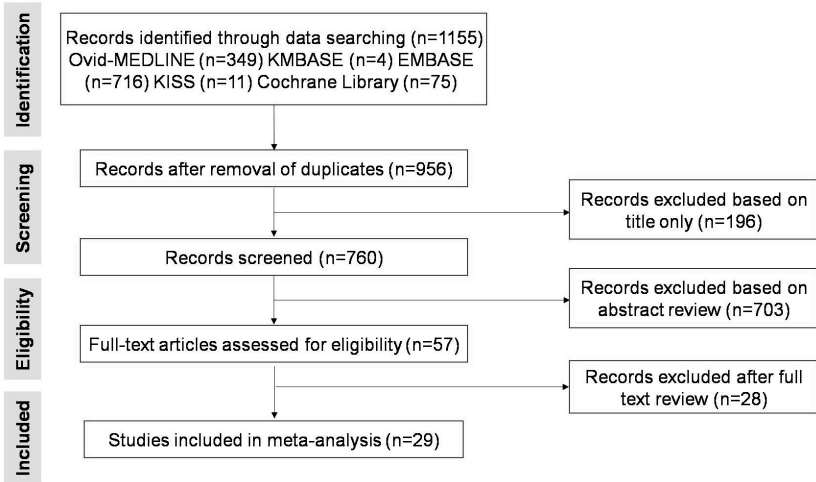 Identification
Records identified through data searching (n=1155)
Ovid-MEDLINE (n=349) KMBASE (n=4) EMBASE
(n=716) KISS (n=11) Cochrane Library (n=75)
Screening
Records after removal of duplicates (n=956)
Records excluded based on
title only (n=196)
Records screened (n=760)
Eligibility
Records excluded based on
abstract review (n=703)
Full-text articles assessed for eligibility (n=57)
Records excluded after full
text review (n=28)
Included
Studies included in meta-analysis (n=29)